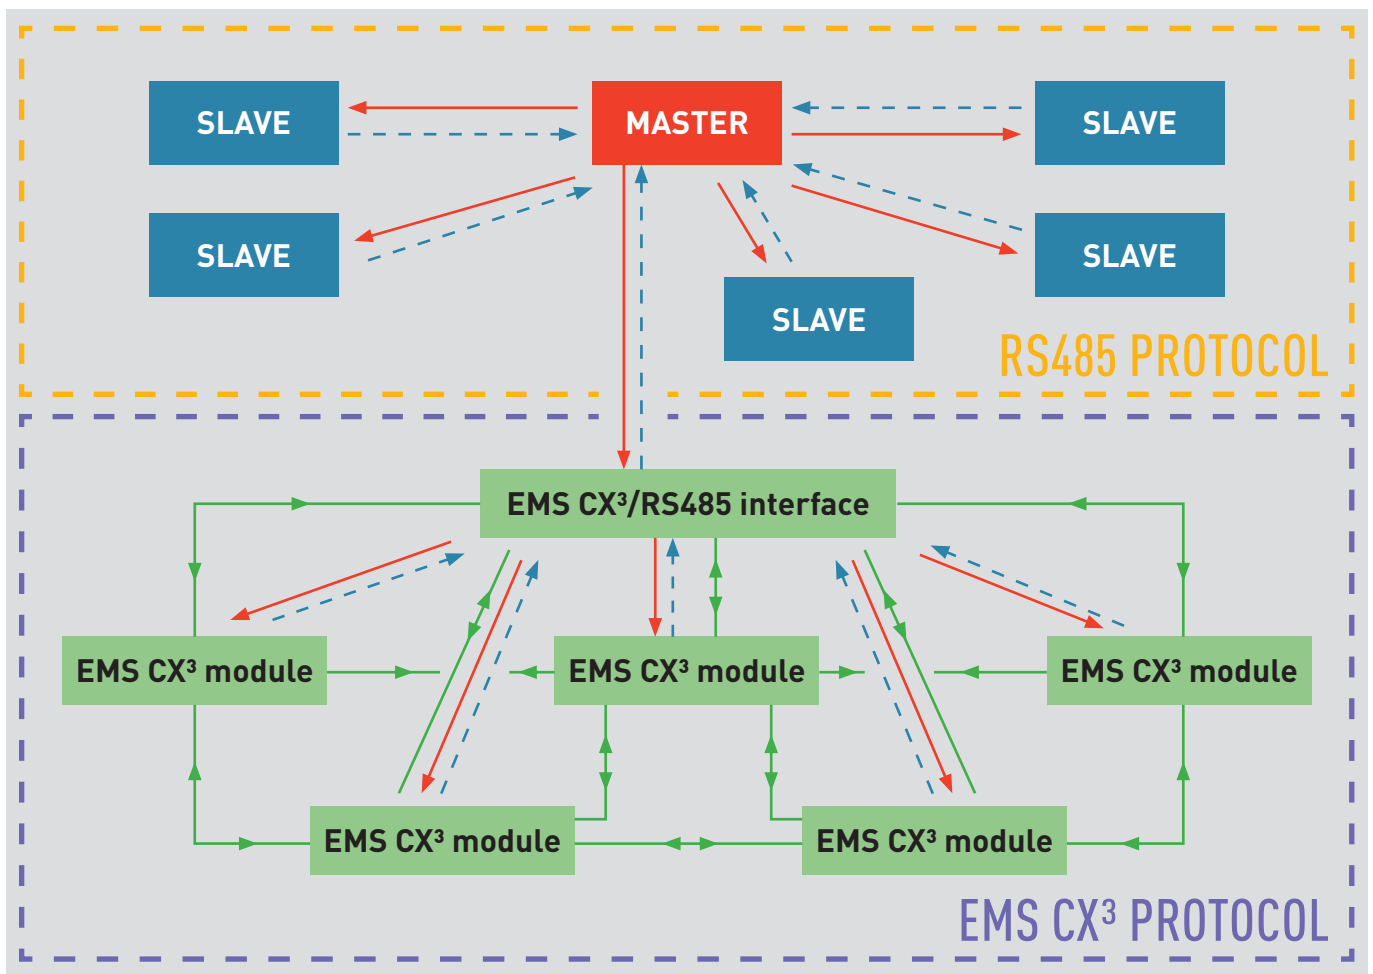 SLAVE
MASTER
SLAVE
SLAVE
SLAVE
SLAVE
RS485 PROTOCOL
EMS CX³/RS485 interface
EMS CX³ module
EMS CX³ module
EMS CX³ module
EMS CX³ module
EMS CX³ module
EMS CX³ PROTOCOL